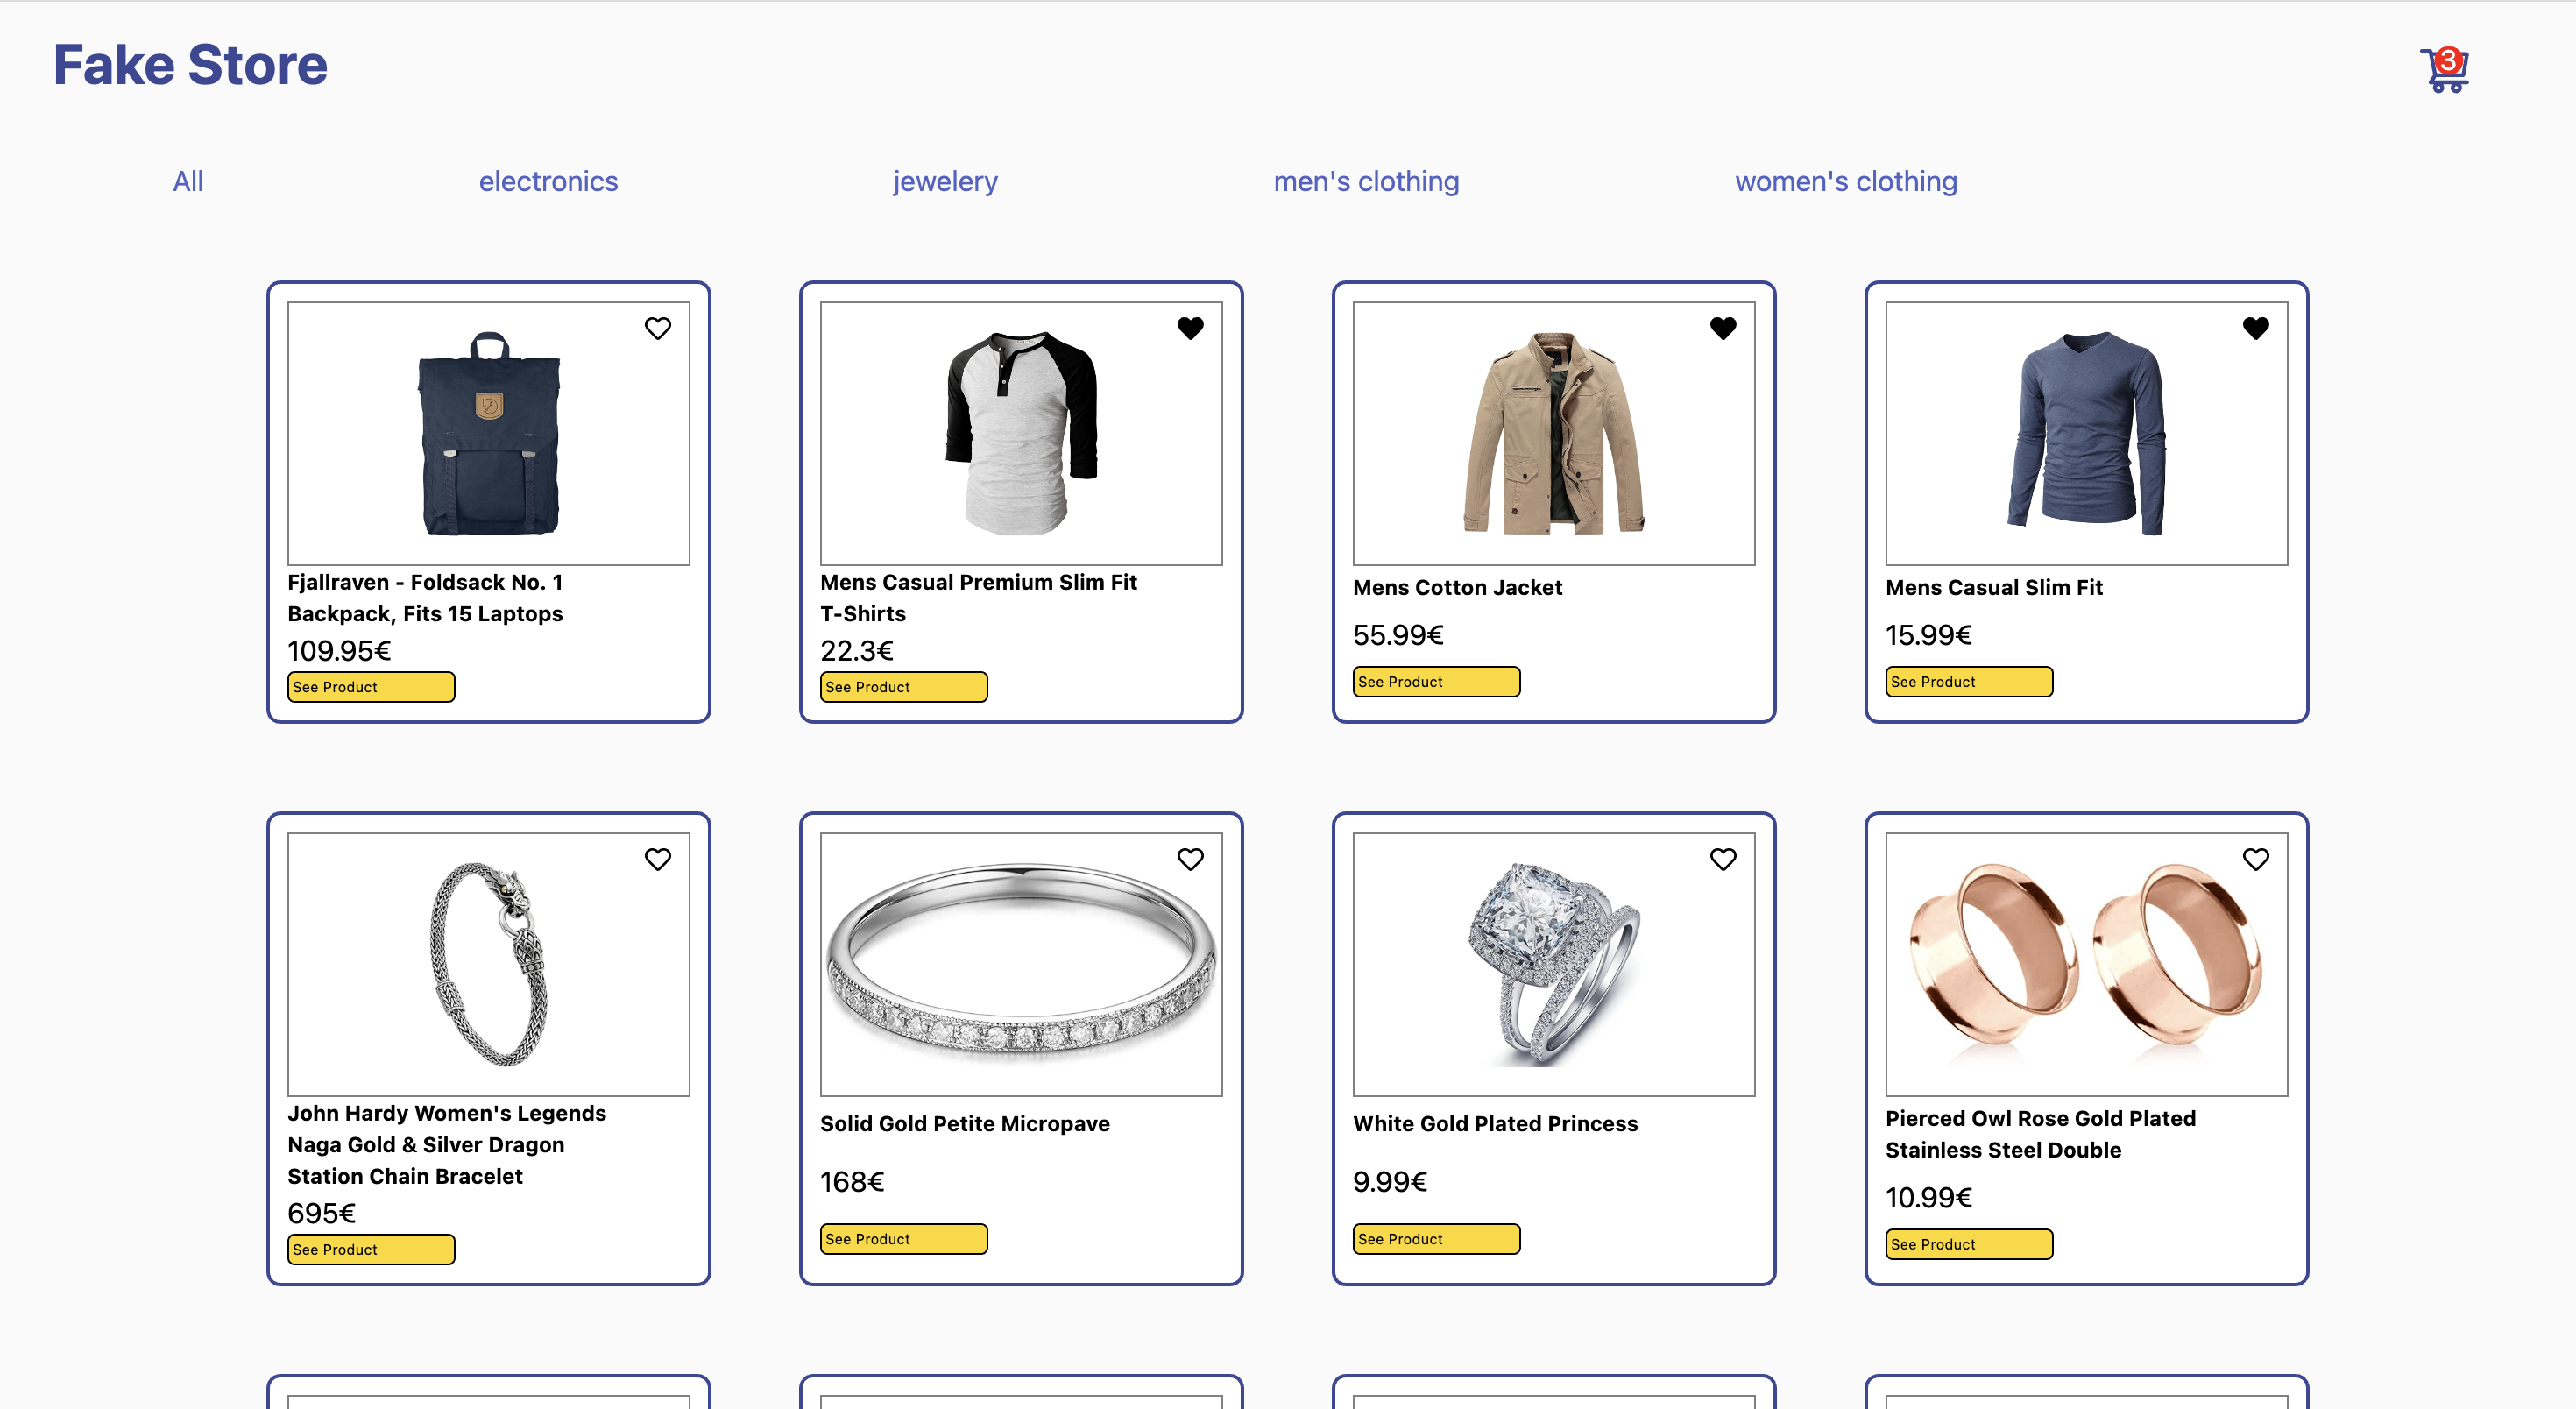 Fake Store
3
All
electronics
jewelery
men's clothing
women's clothing
Fjallraven - Foldsack No. 1
Backpack, Fits 15 Laptops
109.95€
See Product
Mens Casual Premium Slim Fit
T-Shirts
22.3€
See Product
Mens Cotton Jacket
55.99€
See Product
Mens Casual Slim Fit
15.99€
See Product
John Hardy Women's Legends
Naga Gold & Silver Dragon
Station Chain Bracelet
695€
See Product
Solid Gold Petite Micropave
168€
See Product
White Gold Plated Princess
9.99€
See Product
Pierced Owl Rose Gold Plated
Stainless Steel Double
10.99€
See Product